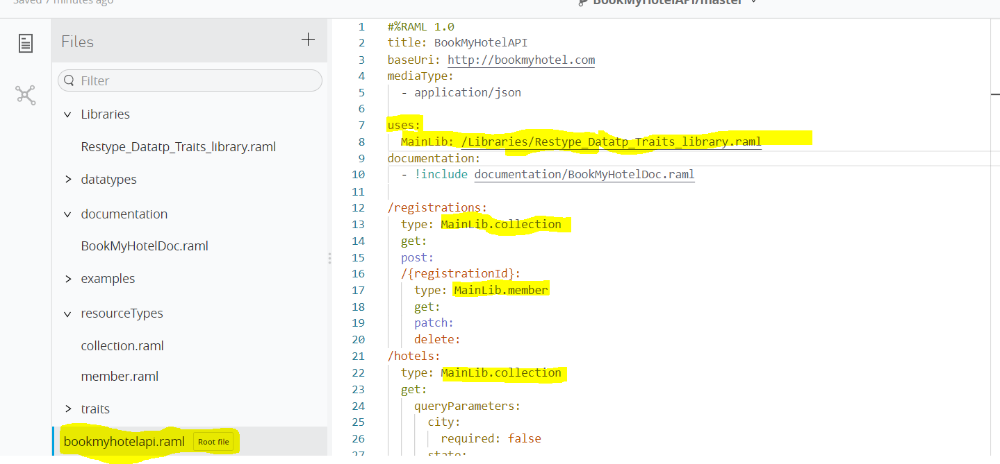 Saved 7 minutes ago
BookMyHotelAPI/master
Files
Filter
Libraries
Restype_Datatp_Traits_library.raml
datatypes
documentation
BookMyHotelDoc.raml
examples
resourceTypes
collection.raml
member.raml
traits
bookmyhotelapi.raml Root file
1 #%RAML 1.0
2 title: BookMyHotelAPI
3 baseUri: http://bookmyhotel.com
4 mediaType:
5 - application/json
6
7 uses:
8 MainLib: /Libraries/Restype_Datatp_Traits_library.raml
9 documentation:
10 - !include documentation/BookMyHotelDoc.raml
11
12 /registrations:
13 type: MainLib.collection
14 get:
15 post:
16 /{registrationId}:
17 type: MainLib.member
18 get:
19 patch:
20 delete:
21 /hotels:
22 type: MainLib.collection
23 get:
24 queryParameters:
25 city:
26 required: false
27 state: